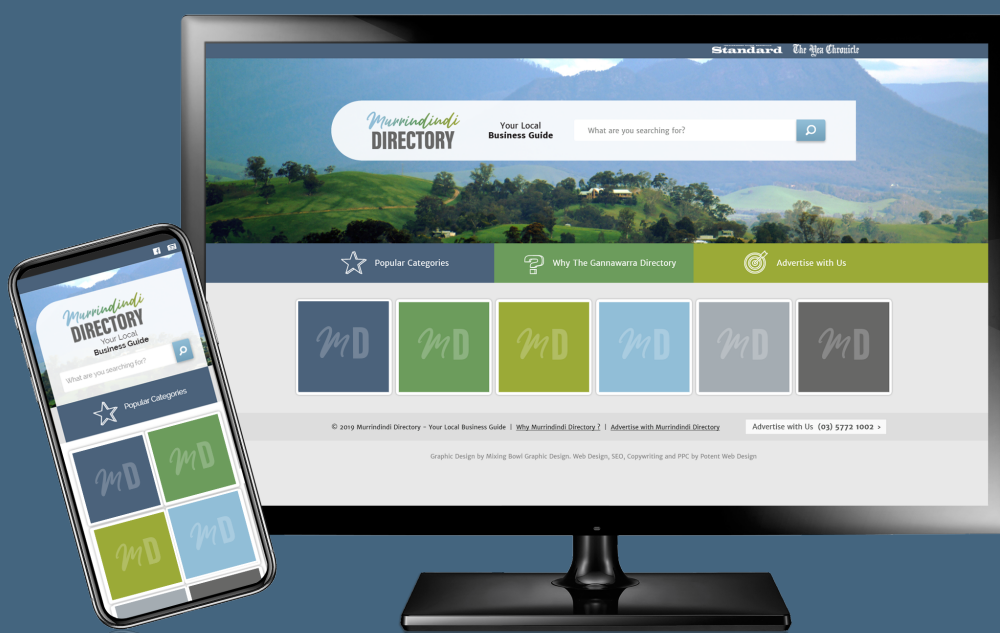 Standard The Yea Chronicle
Murrindindi
DIRECTORY
Your Local
Business Guide
What are you searching for?
Popular Categories
Why The Gannawarra Directory
Advertise with Us
MD MD MD MD MD MD
© 2019 Murrindindi Directory - Your Local Business Guide | Why Murrindindi Directory ? | Advertise with Murrindindi Directory
Advertise with Us (03) 5772 1002 >
Graphic Design by Mixing Bowl Graphic Design. Web Design, SEO, Copywriting and PPC by Potent Web Design
Murrindindi
DIRECTORY
Your Local
Business Guide
What are you searching for?
Popular Categories
MD MD
MD MD